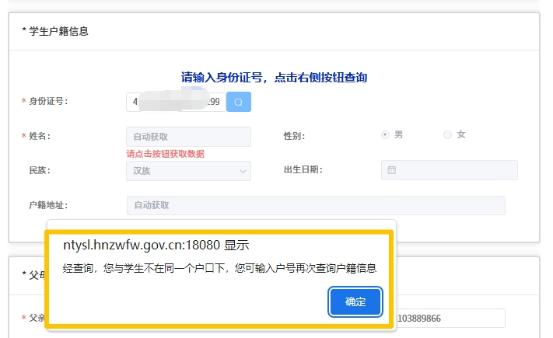 * 学生户籍信息
请输入身份证号，点击右侧按钮查询
* 身份证号： 4 99
* 姓名： 自动获取 性别： 男 女
请点击按钮获取数据
民族： 汉族 出生日期：
户籍地址： 自动获取
ntysl.hnzwfw.gov.cn:18080 显示
经查询，您与学生不在同一个户口下，您可输入户号再次查询户籍信息
确定
* 父
* 父亲 103889866